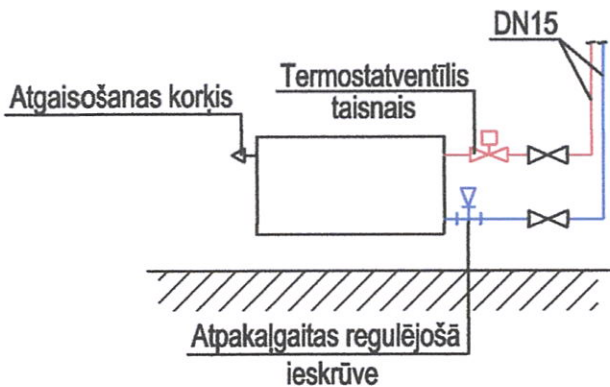 DN15
Termostatventīlis
taisnais
Atgaisošanas korķis
Atpakaļgaitas regulējošā
ieskrūve